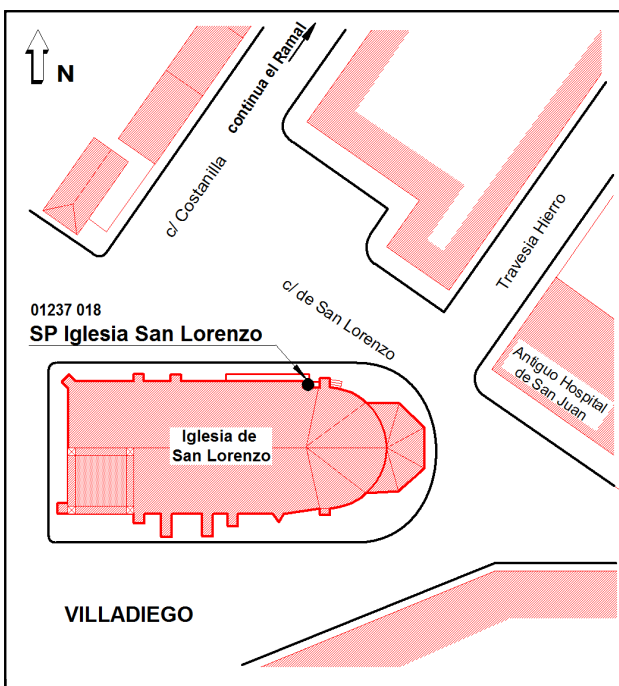 N
continua el Ramal
c/ Costanilla
Travesia Hierro
c/ de San Lorenzo
01237 018
SP Iglesia San Lorenzo
Antiguo Hospital
de San Juan
Iglesia de
San Lorenzo
VILLADIEGO